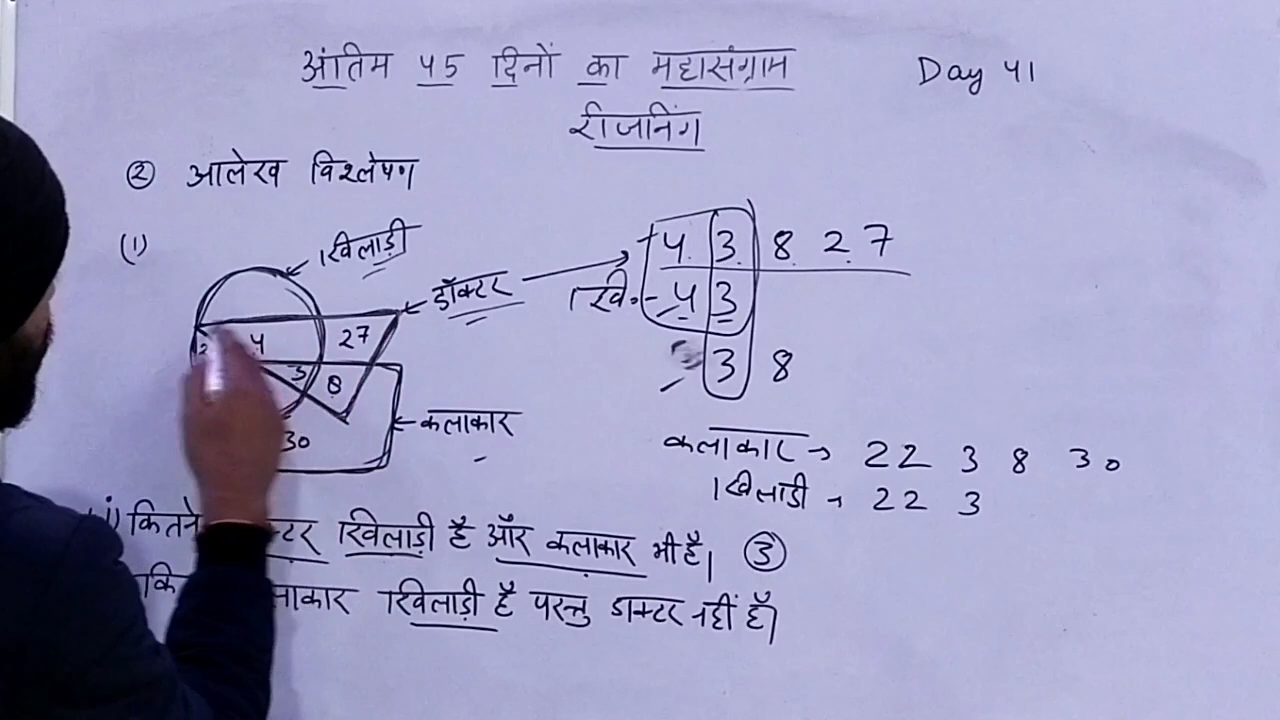 अंतिम 45 दिनों का महासंग्राम Day 41
रीजनिंग
② आलेख विश्लेषण
(1)
खिलाड़ी
डॉक्टर
4 3 8 2 7
खि. - 4 3
3 8
4 27
3 8
30
कलाकार
कलाकार → 22 3 8 30
खिलाडी → 22 3
i) कितने खिलाड़ी है और कलाकार भी है। ③
खिलाड़ी है परन्तु डाक्टर नहीं है।